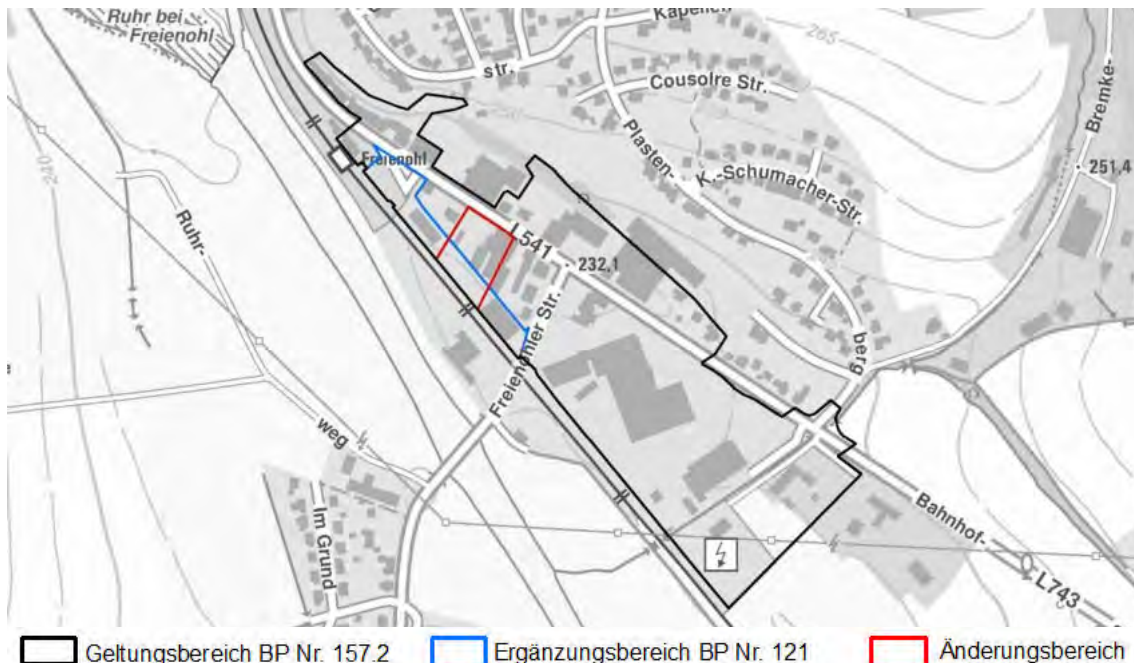 Ruhr bei
Freienohl
Kapellen
str.
265
Cousolre Str.
Bremke-
Plasten-
K.-Schumacher-Str.
251,4
240
Freienohl
Ruhr-
L541
232,1
Freienohler Str.
berg
weg
Im Grund
Bahnhof-
L743
Geltungsbereich BP Nr. 157.2 Ergänzungsbereich BP Nr. 121 Änderungsbereich